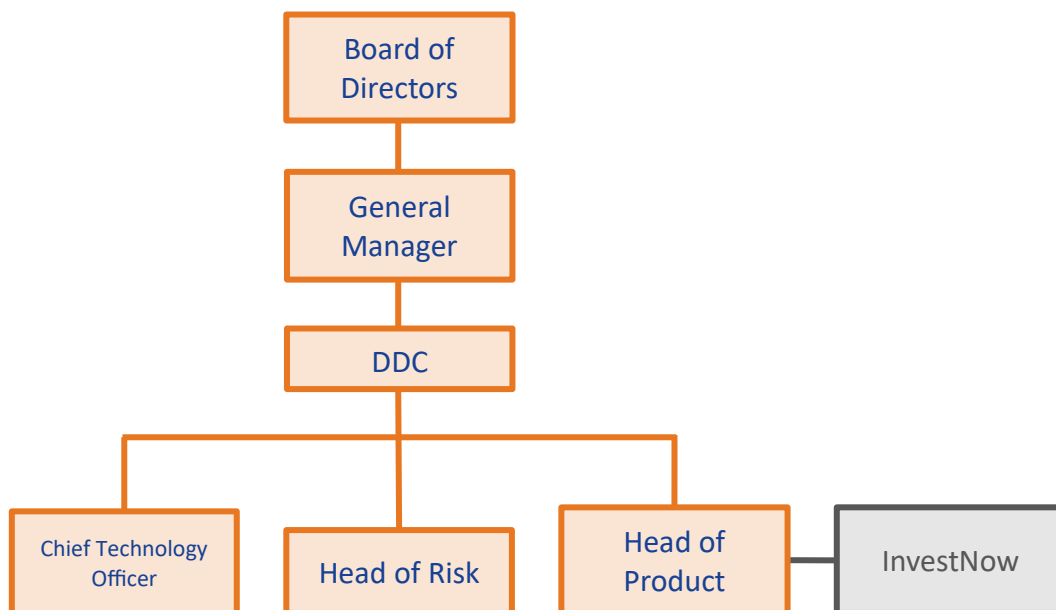 Board of
Directors
General
Manager
DDC
Chief Technology
Officer
Head of Risk
Head of
Product
InvestNow